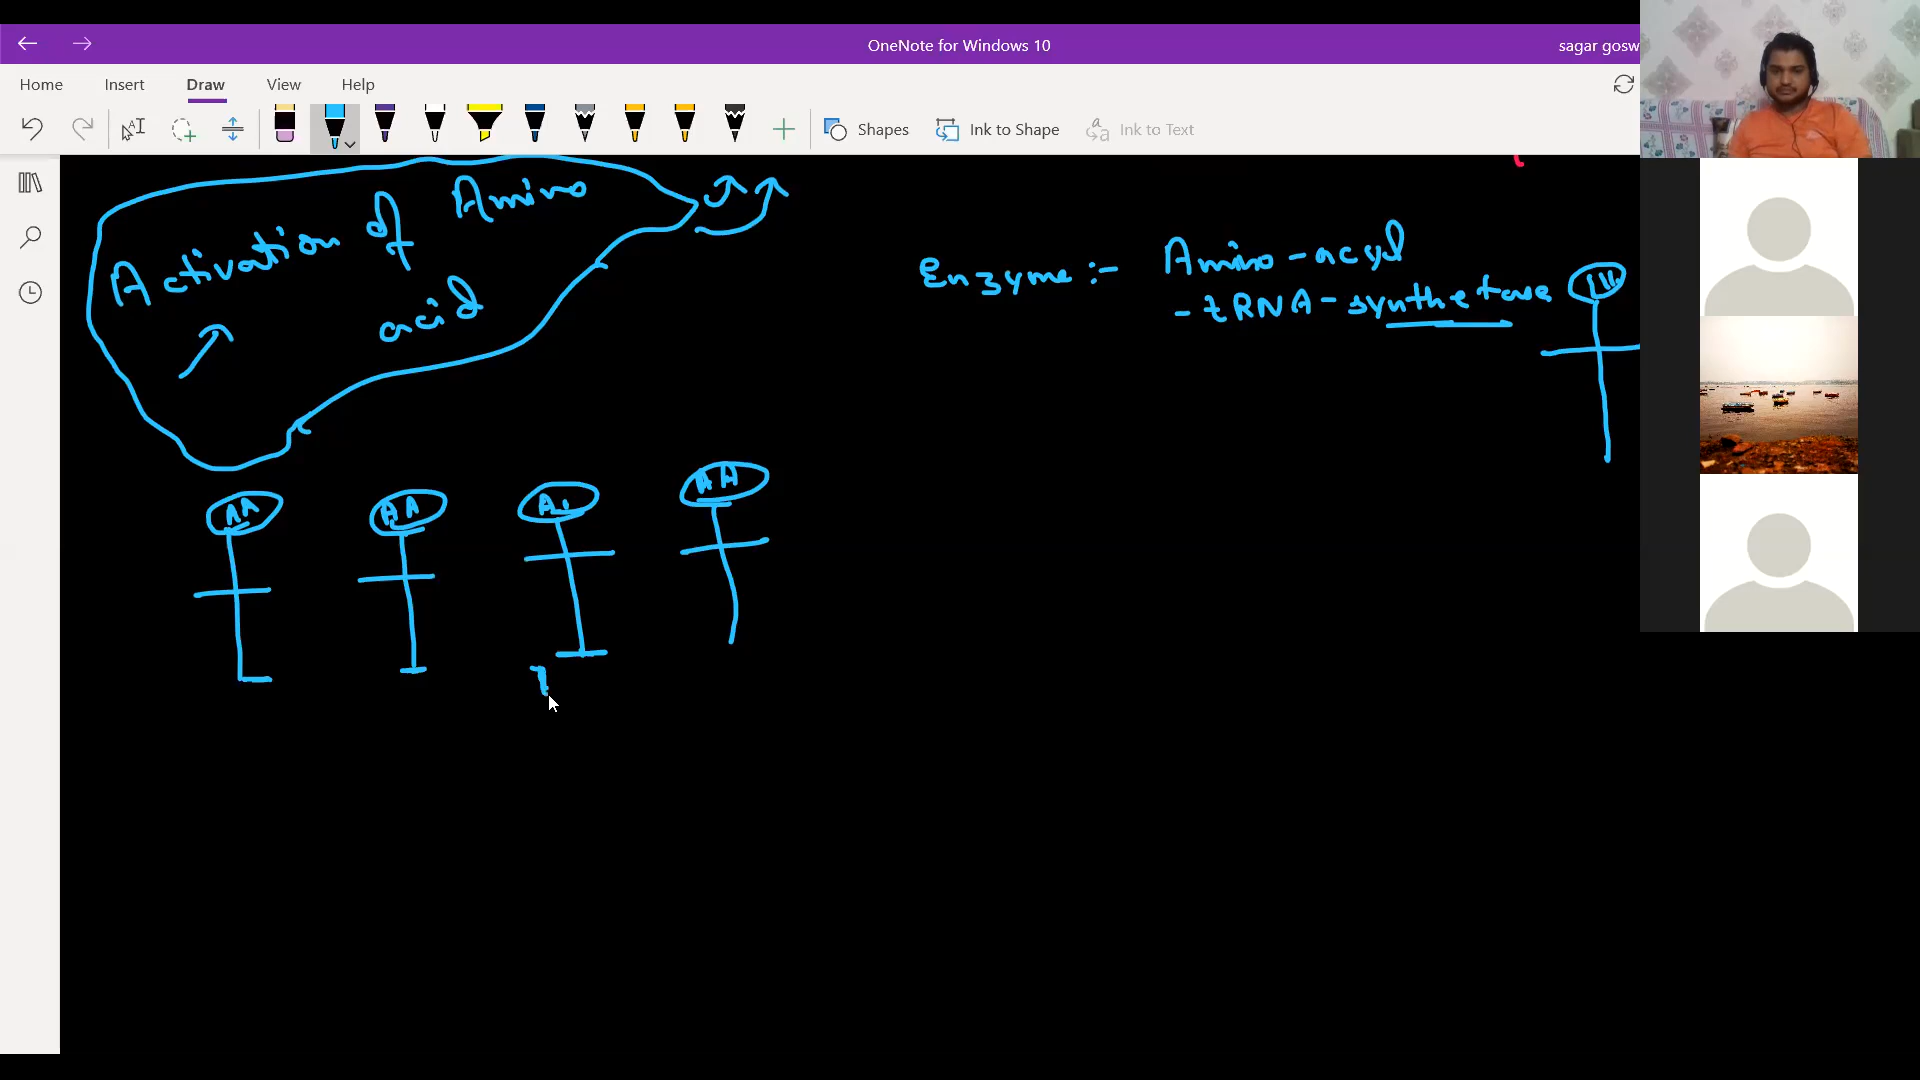 OneNote for Windows 10
sagar gosw
Home Insert Draw View Help
Shapes Ink to Shape Ink to Text
Activation of Amino
acid
Enzyme :- Amino-acyl
- tRNA- synthetase
AA AA A AA